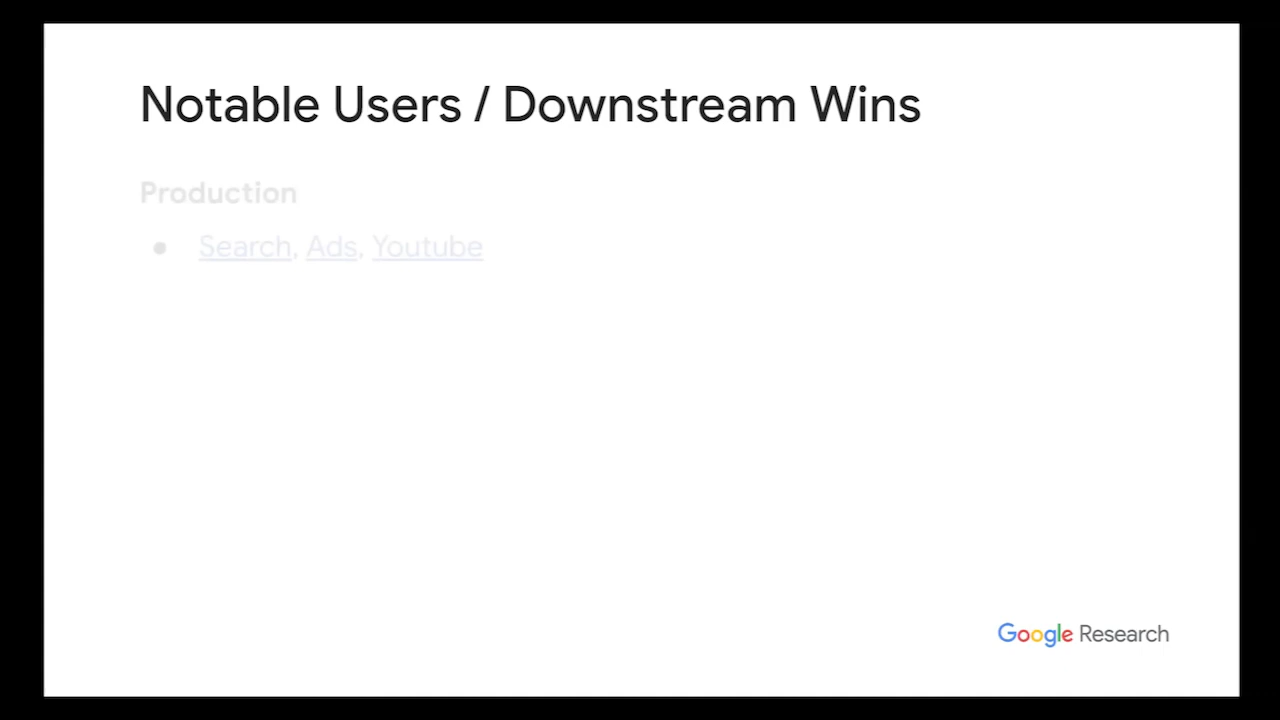 Notable Users / Downstream Wins
Production
● Search, Ads, Youtube
Google Research